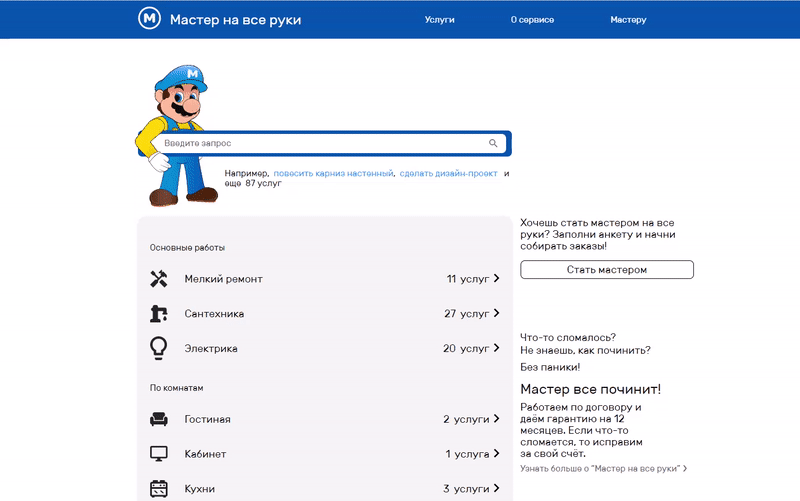 М Мастер на все руки Услуги О сервисе Мастеру
М
Введите запрос
Например, повесить карниз настенный, сделать дизайн-проект и
еще 87 услуг
Основные работы
Мелкий ремонт 11 услуг
Сантехника 27 услуг
Электрика 20 услуг
По комнатам
Гостиная 2 услуги
Кабинет 1 услуга
Кухни 3 услуги
Хочешь стать мастером на все
руки? Заполни анкету и начни
собирать заказы!
Стать мастером
Что-то сломалось?
Не знаешь, как починить?
Без паники!
Мастер все починит!
Работаем по договору и
даём гарантию на 12
месяцев. Если что-то
сломается, то исправим
за свой счёт.
Узнать больше о "Мастер на все руки"